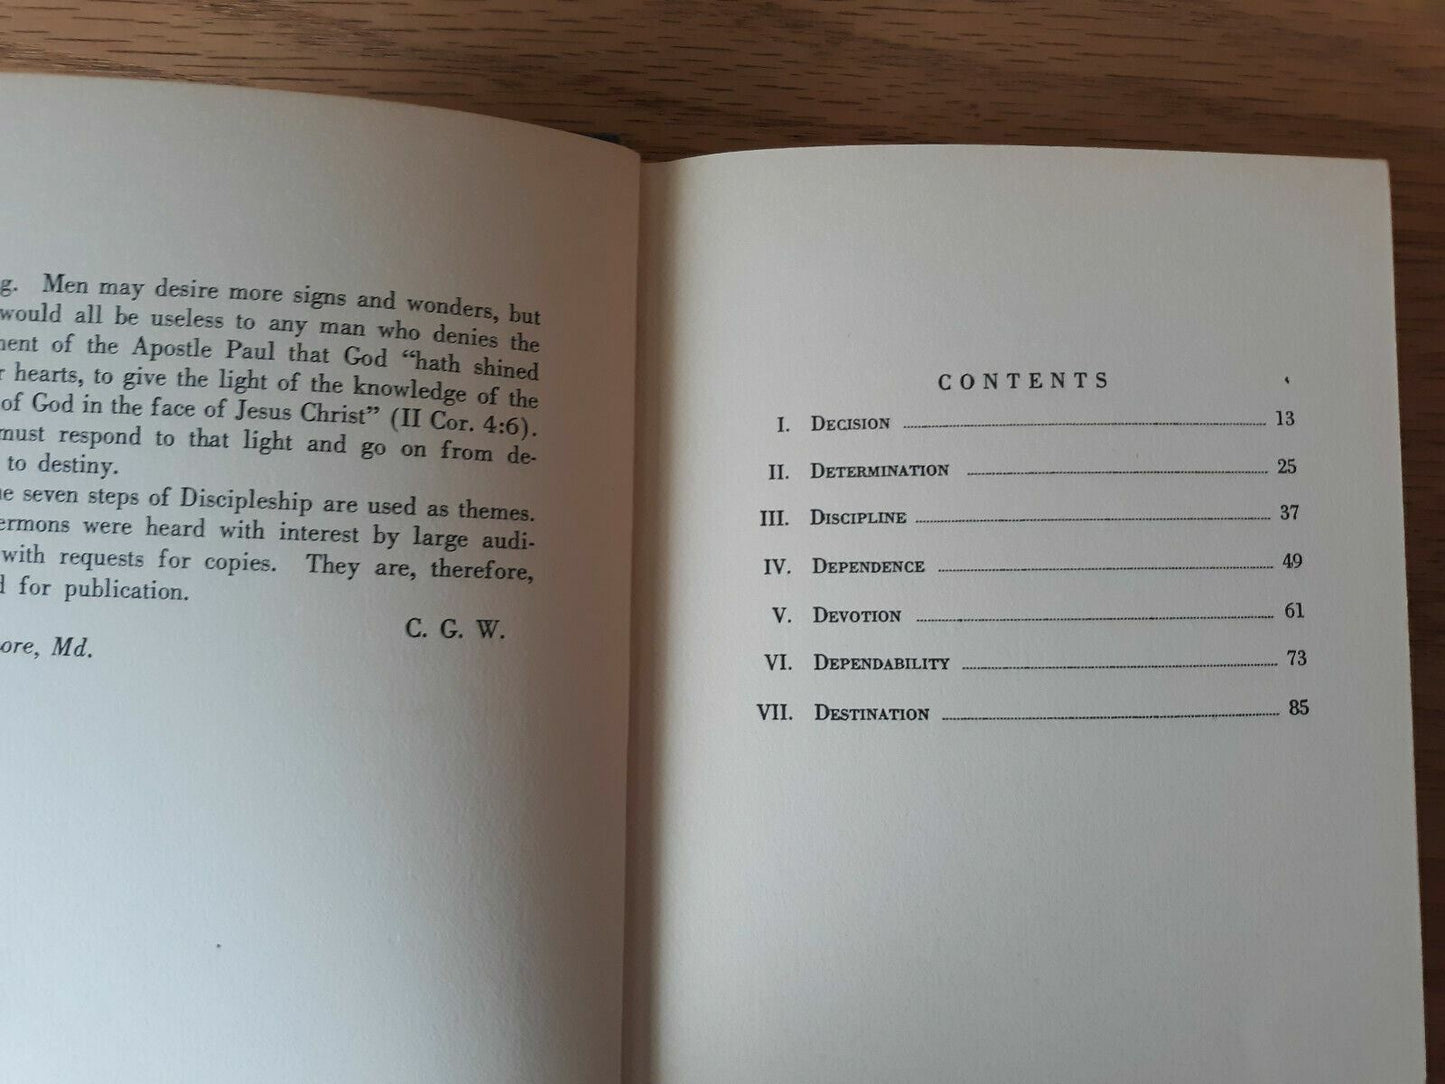 g. Men may desire more signs and wonders, but
would all be useless to any man who denies the
ent of the Apostle Paul that God “hath shined
r hearts, to give the light of the knowledge of the
of God in the face of Jesus Christ” (II Cor. 4:6).
must respond to that light and go on from de-
to destiny.
e seven steps of Discipleship are used as themes.
ermons were heard with interest by large audi-
with requests for copies. They are, therefore,
d for publication.
C. G. W.
ore, Md.
CONTENTS
I. Decision 13
II. Determination 25
III. Discipline 37
IV. Dependence 49
V. Devotion 61
VI. Dependability 73
VII. Destination 85